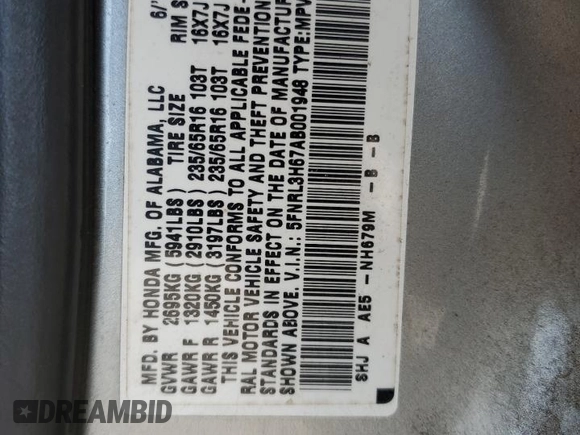 MFD. BY HONDA MFG. OF ALABAMA, LLC 6/
GVWR 2695KG (5941LBS) TIRE SIZE RIM S
GAWR F 1320KG (2910LBS) 235/65R16 103T 16X7J
GAWR R 1450KG (3197LBS) 235/65R16 103T 16X7J
THIS VEHICLE CONFORMS TO ALL APPLICABLE FEDE-
RAL MOTOR VEHICLE SAFETY AND THEFT PREVENTION
STANDARDS IN EFFECT ON THE DATE OF MANUFACTUR
SHOWN ABOVE. V.I.N.: 5FNRL3H67AB001948 TYPE:MPV
SHJ A AE5 -NH679M -B -B
DREAMBID